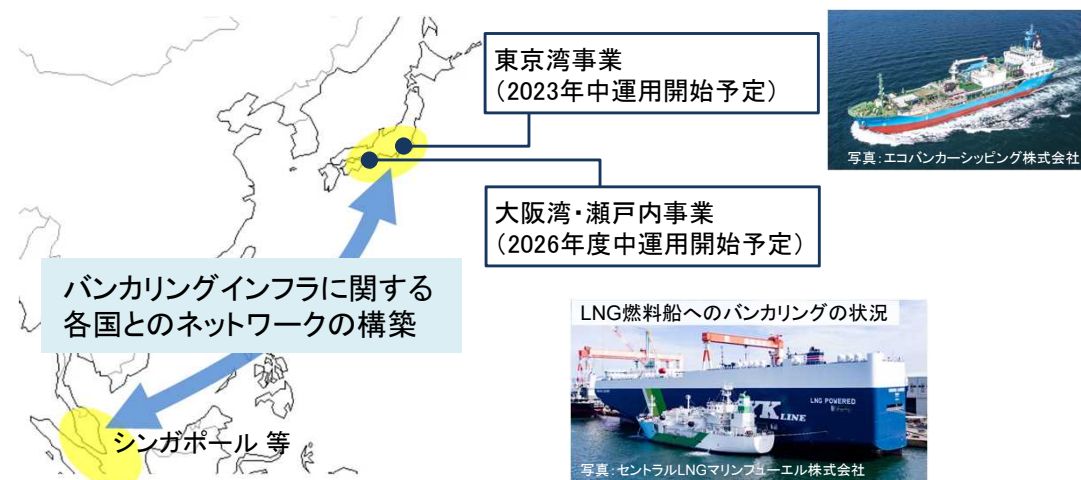 東京湾事業
（2023年中運用開始予定）
写真：エコバンカーシッピング株式会社
大阪湾・瀬戸内事業
（2026年度中運用開始予定）
バンカリングインフラに関する
各国とのネットワークの構築
シンガポール 等
LNG燃料船へのバンカリングの状況
LNG POWERED
YK LINE
写真：セントラルLNGマリンフューエル株式会社